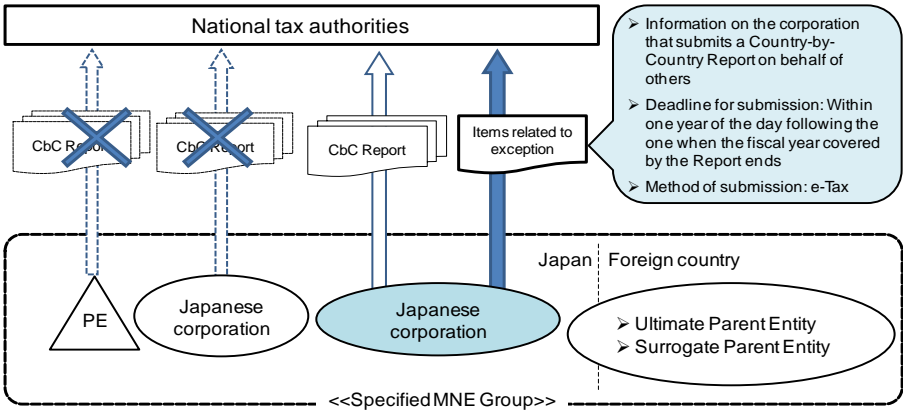 National tax authorities
➢ Information on the corporation
that submits a Country-by-
Country Report on behalf of
others
➢ Deadline for submission: Within
one year of the day following the
one when the fiscal year covered
by the Report ends
➢ Method of submission: e-Tax
CbC Report
CbC Report
CbC Report
Items related to
exception
Japan
Foreign country
PE
Japanese
corporation
Japanese
corporation
➢ Ultimate Parent Entity
➢ Surrogate Parent Entity
<<Specified MNE Group>>